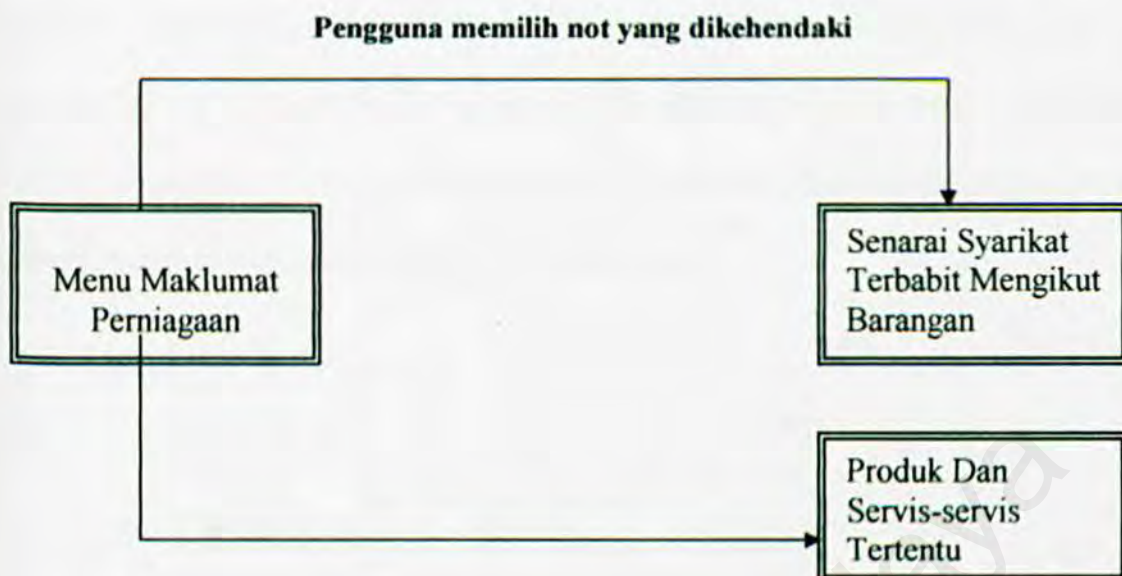 Pengguna memilih not yang dikehendaki
Menu Maklumat
Perniagaan
Senarai Syarikat
Terbabit Mengikut
Barangan
Produk Dan
Servis-servis
Tertentu